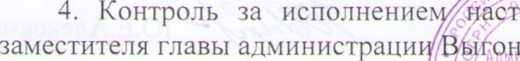 4. Контроль за исполнением наст
заместителя главы администрации Выгон